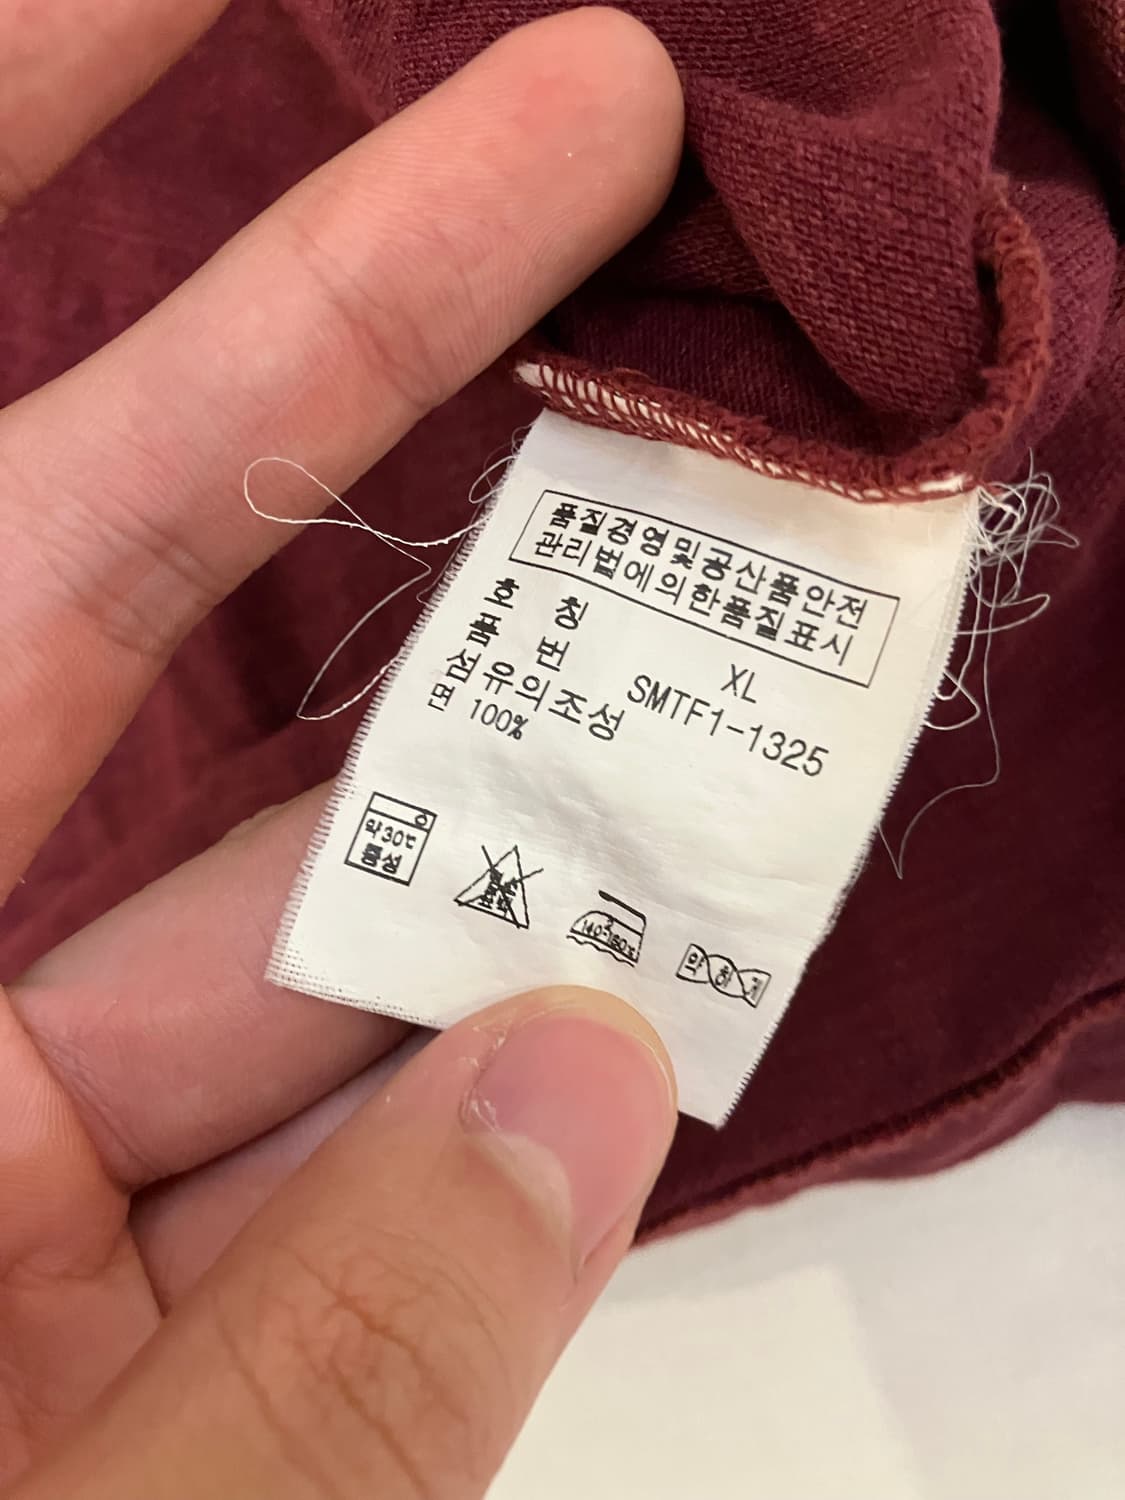 품질경영및공산품안전
관리법에의한품질표시
호 칭 XL
품 번 SMTF1-1325
섬유의조성
면 100%
약30℃
중성
140~160℃
약하게